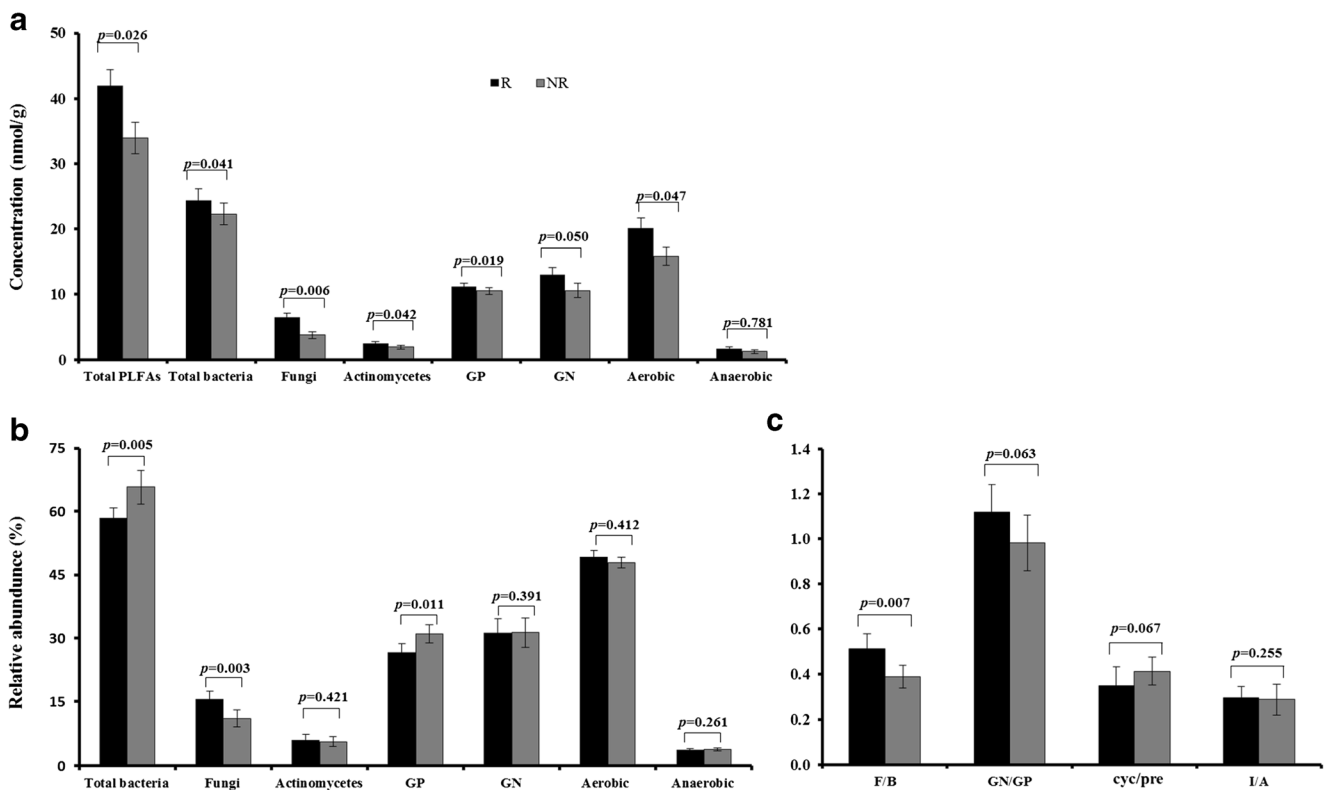 a
50
40
30
20
10
0
Concentration (nmol/g)
R NR
p=0.026
p=0.041
p=0.006
p=0.042
p=0.019
p=0.050
p=0.047
p=0.781
Total PLFAs Total bacteria Fungi Actinomycetes GP GN Aerobic Anaerobic
b
75
60
45
30
15
0
Relative abundunce (%)
p=0.005
p=0.003
p=0.421
p=0.011
p=0.391
p=0.412
p=0.261
Total bacteria Fungi Actinomycetes GP GN Aerobic Anaerobic
c
1.4
1.2
1.0
0.8
0.6
0.4
0.2
0.0
p=0.007
p=0.063
p=0.067
p=0.255
F/B GN/GP cyc/pre I/A